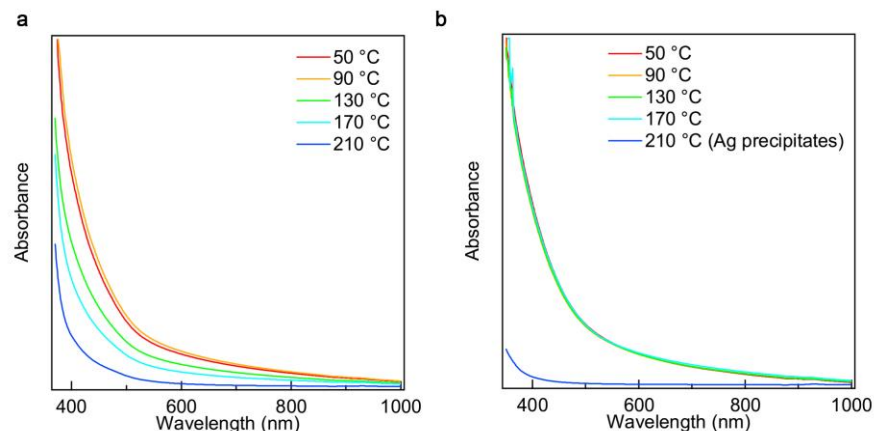 a
50 °C
90 °C
130 °C
170 °C
210 °C
Absorbance
400
600
800
1000
Wavelength (nm)
b
50 °C
90 °C
130 °C
170 °C
210 °C (Ag precipitates)
Absorbance
400
600
800
1000
Wavelength (nm)